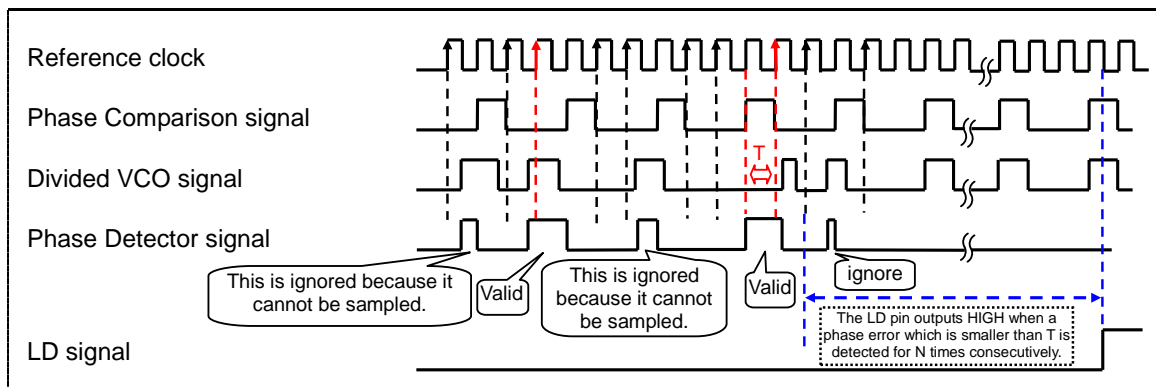 Reference clock
Phase Comparison signal
T
Divided VCO signal
Phase Detector signal
This is ignored because it
cannot be sampled.
Valid
This is ignored
because it cannot
be sampled.
Valid
ignore
The LD pin outputs HIGH when a
phase error which is smaller than T is
detected for N times consecutively.
LD signal